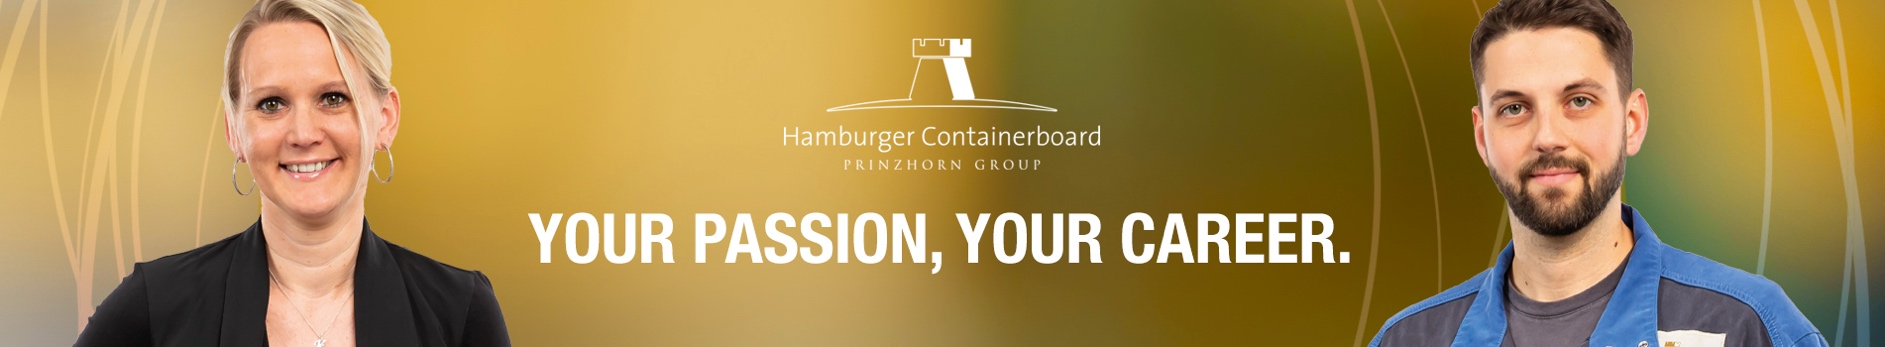 Hamburger Containerboard
PRINZHORN GROUP
YOUR PASSION, YOUR CAREER.